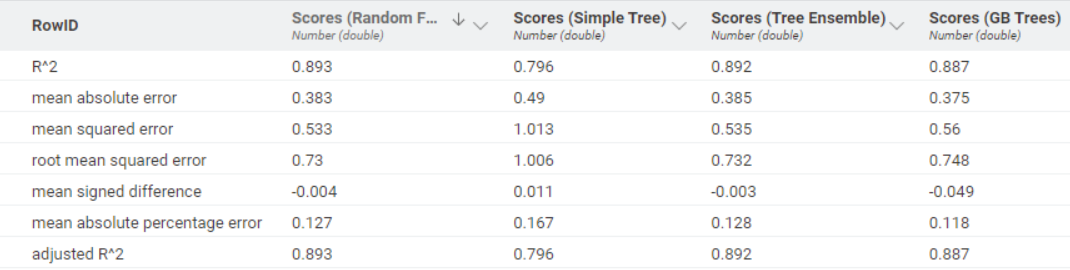 RowID Scores (Random F... Scores (Simple Tree) Scores (Tree Ensemble) Scores (GB Trees)
Number (double) Number (double) Number (double) Number (double)
R^2 0.893 0.796 0.892 0.887
mean absolute error 0.383 0.49 0.385 0.375
mean squared error 0.533 1.013 0.535 0.56
root mean squared error 0.73 1.006 0.732 0.748
mean signed difference -0.004 0.011 -0.003 -0.049
mean absolute percentage error 0.127 0.167 0.128 0.118
adjusted R^2 0.893 0.796 0.892 0.887